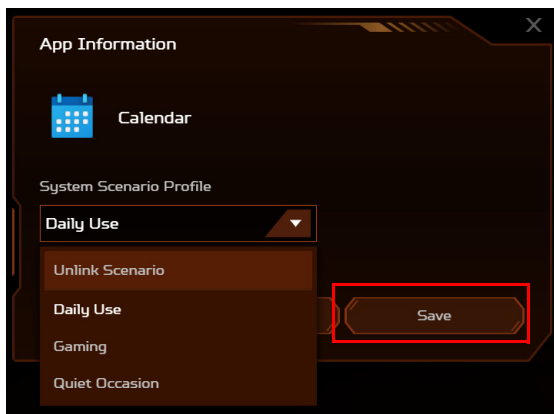 App Information
X
Calendar
System Scenario Profile
Daily Use
Unlink Scenario
Daily Use
Save
Gaming
Quiet Occasion